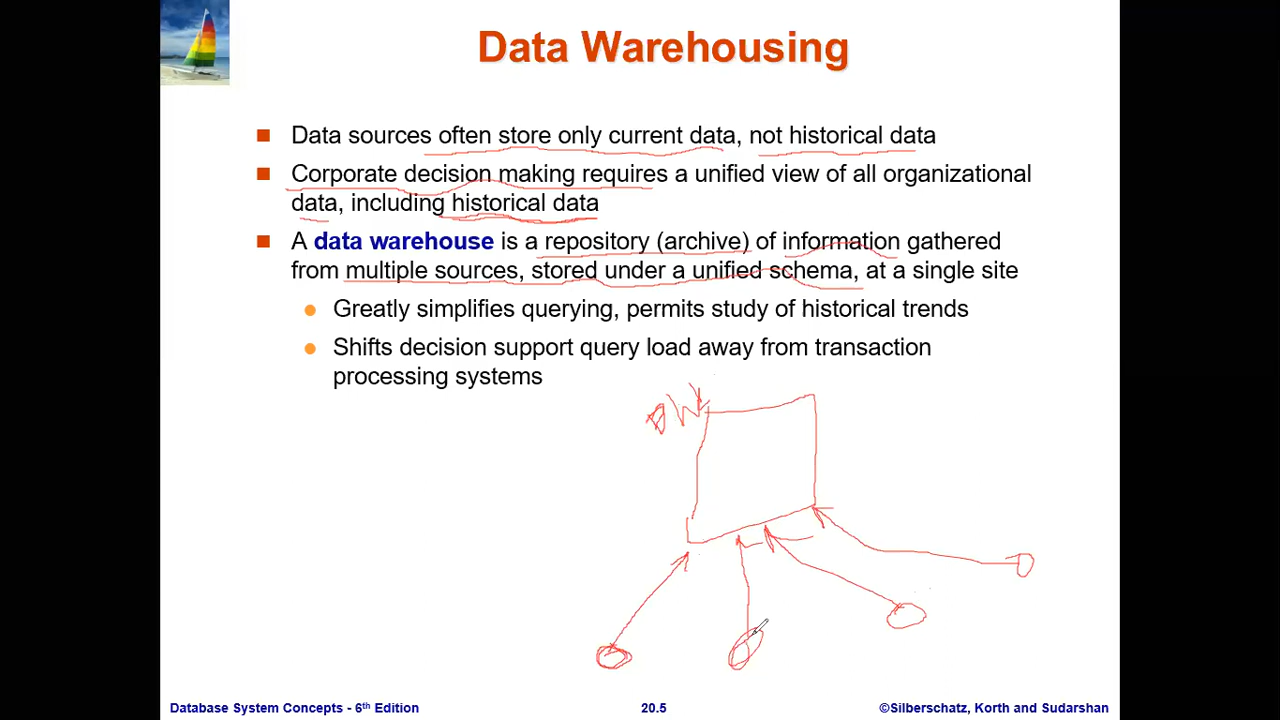 Data Warehousing
Data sources often store only current data, not historical data
Corporate decision making requires a unified view of all organizational
data, including historical data
A data warehouse is a repository (archive) of information gathered
from multiple sources, stored under a unified schema, at a single site
Greatly simplifies querying, permits study of historical trends
Shifts decision support query load away from transaction
processing systems
DW
Database System Concepts - 6th Edition
20.5
©Silberschatz, Korth and Sudarshan